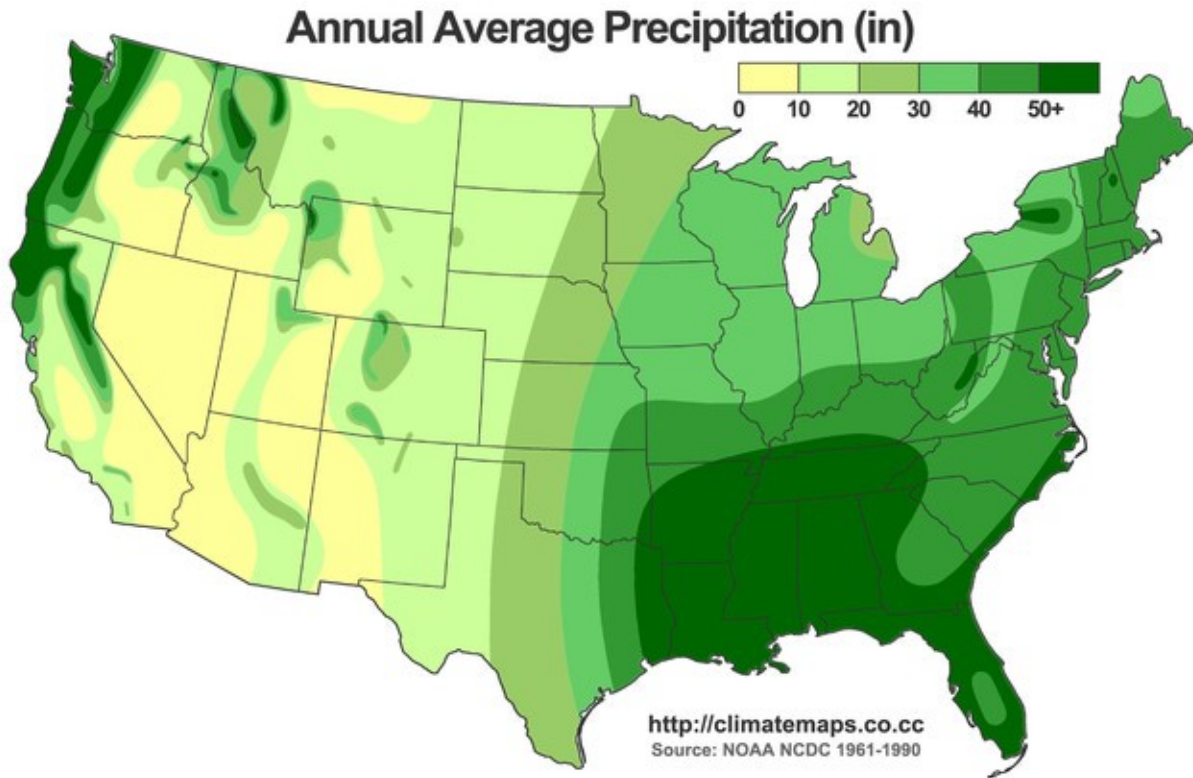 Annual Average Precipitation (in)
0 10 20 30 40 50+
http://climatemaps.co.cc
Source: NOAA NCDC 1961-1990